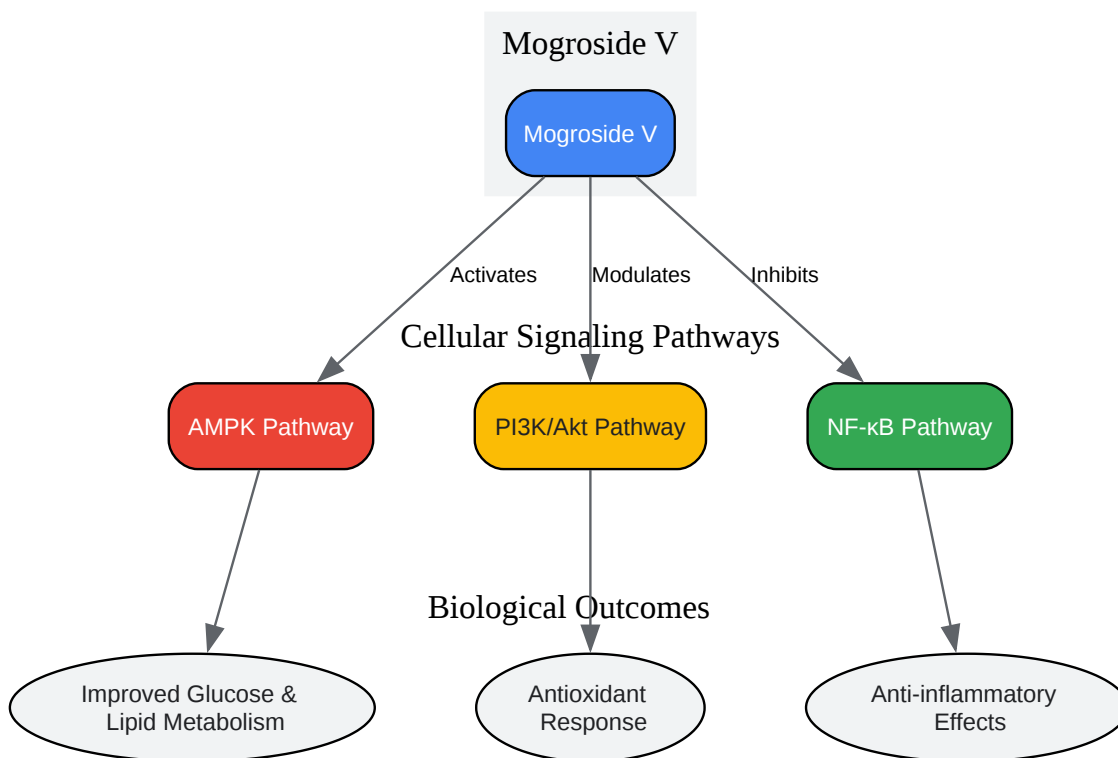 Mogroside V
Mogroside V
Activates
Modulates
Inhibits
Cellular Signaling Pathways
AMPK Pathway
PI3K/Akt Pathway
NF-κB Pathway
Biological Outcomes
Improved Glucose &
Lipid Metabolism
Antioxidant
Response
Anti-inflammatory
Effects